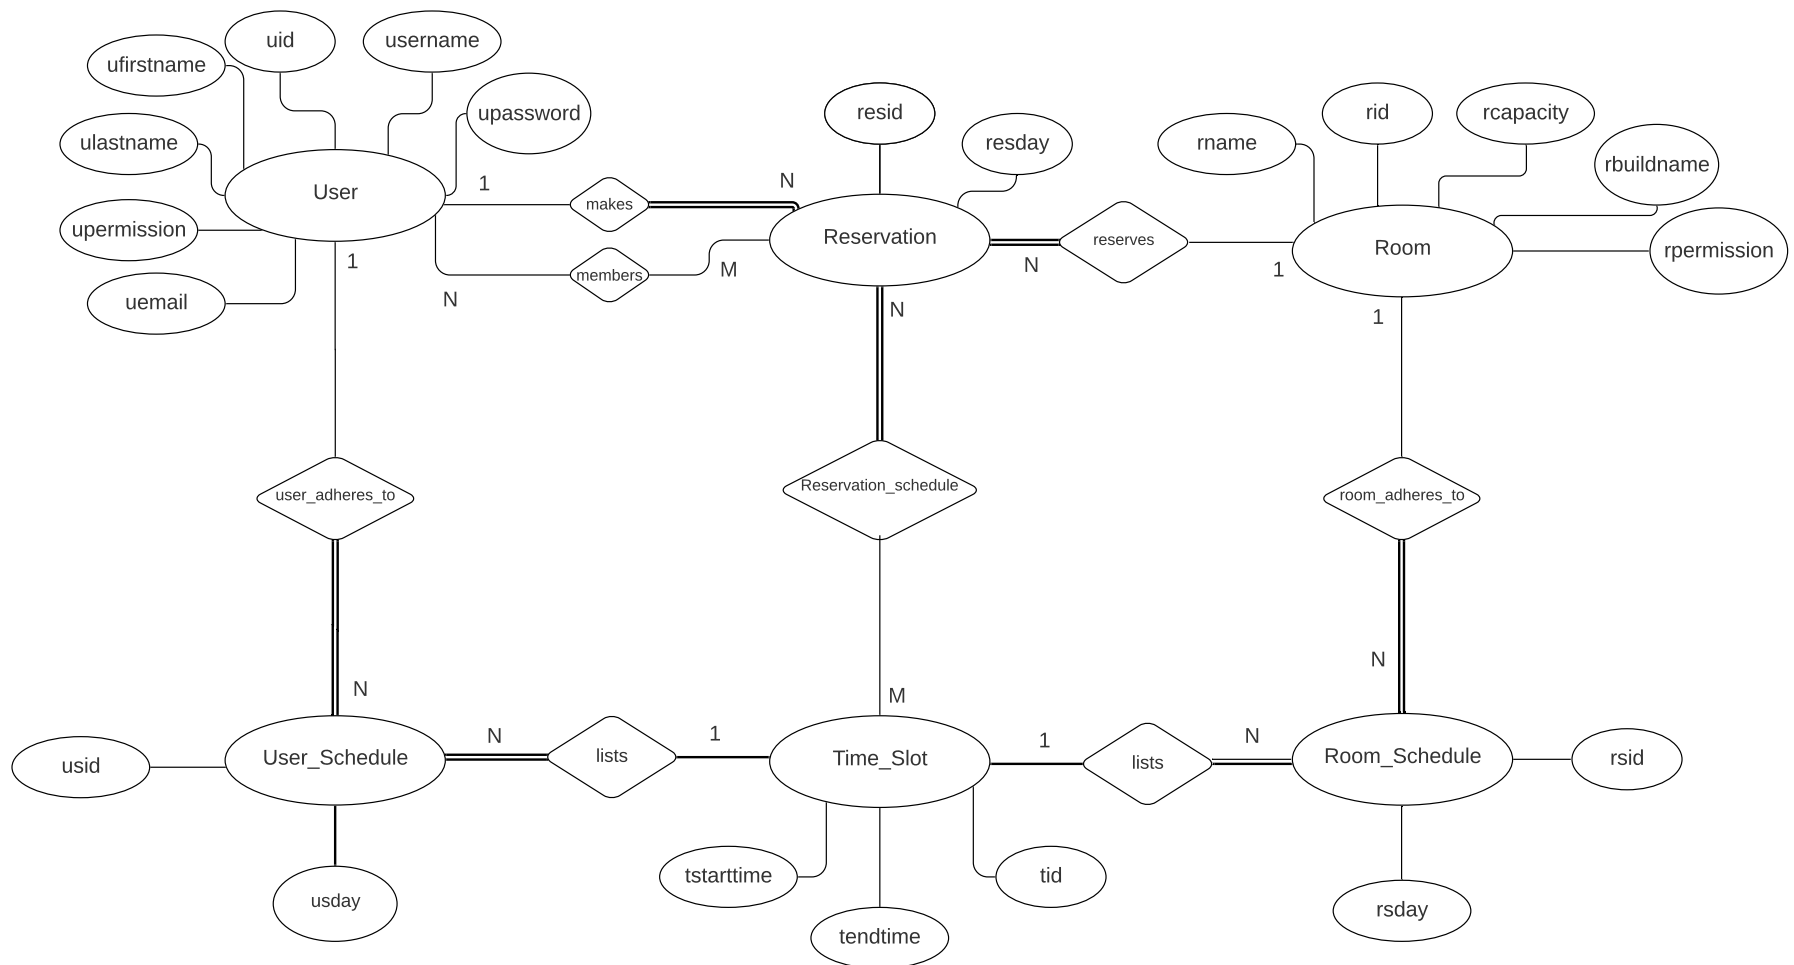 uid
username
ufirstname
upassword
resid
rid
rcapacity
resday
rname
ulastname
rbuildname
User
1
N
makes
upermission
Reservation
reserves
Room
rpermission
1
members
M
N
1
uemail
N
N
1
user_adheres_to
Reservation_schedule
room_adheres_to
N
N
M
usid
User_Schedule
N
lists
1
Time_Slot
1
lists
N
Room_Schedule
rsid
tstarttime
tid
usday
tendtime
rsday